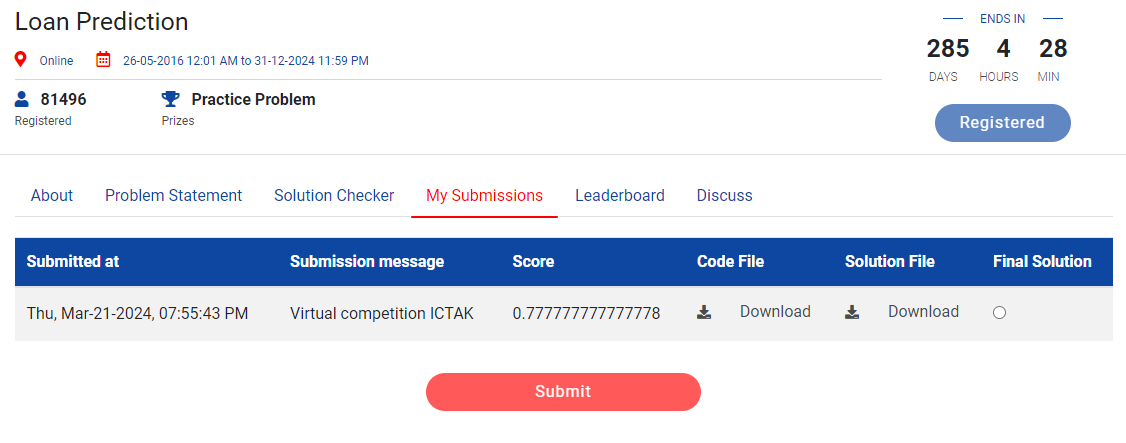 Loan Prediction
Online 26-05-2016 12:01 AM to 31-12-2024 11:59 PM
81496 Practice Problem
Registered Prizes
ENDS IN
285 4 28
DAYS HOURS MIN
Registered
About Problem Statement Solution Checker My Submissions Leaderboard Discuss
Submitted at Submission message Score Code File Solution File Final Solution
Thu, Mar-21-2024, 07:55:43 PM Virtual competition ICTAK 0.777777777777778 Download Download
Submit